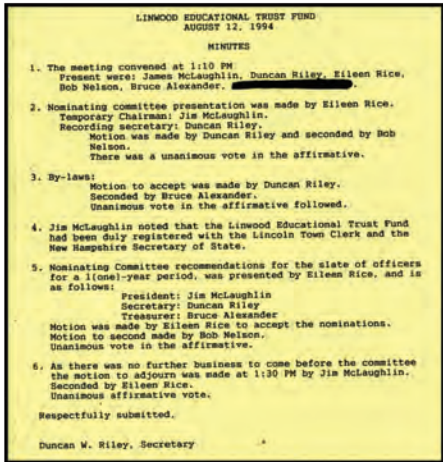 LINWOOD EDUCATIONAL TRUST FUND
AUGUST 12, 1994
MINUTES
1. The meeting convened at 1:10 PM
Present were: James McLaughlin, Duncan Riley, Eileen Rice,
Bob Nelson, Bruce Alexander.
2. Nominating committee presentation was made by Eileen Rice.
Temporary Chairman: Jim McLaughlin.
Recording secretary: Duncan Riley.
Motion was made by Duncan Riley and seconded by Bob
Nelson.
There was a unanimous vote in the affirmative.
3. By-laws:
Motion to accept was made by Duncan Riley.
Seconded by Bruce Alexander.
Unanimous vote in the affirmative followed.
4. Jim McLaughlin noted that the Linwood Educational Trust Fund
had been duly registered with the Lincoln Town Clerk and the
New Hampshire Secretary of State.
5. Nominating Committee recommendations for the slate of officers
for a 1(one)-year period, was presented by Eileen Rice, and is
as follows:
President: Jim McLaughlin
Secretary: Duncan Riley
Treasurer: Bruce Alexander
Motion was made by Eileen Rice to accept the nominations.
Motion to second made by Bob Nelson.
Unanimous vote in the affirmative.
6. As there was no further business to come before the committee
the motion to adjourn was made at 1:30 PM by Jim McLaughlin.
Seconded by Eileen Rice.
Unanimous affirmative vote.
Respectfully submitted.
Duncan W. Riley, Secretary